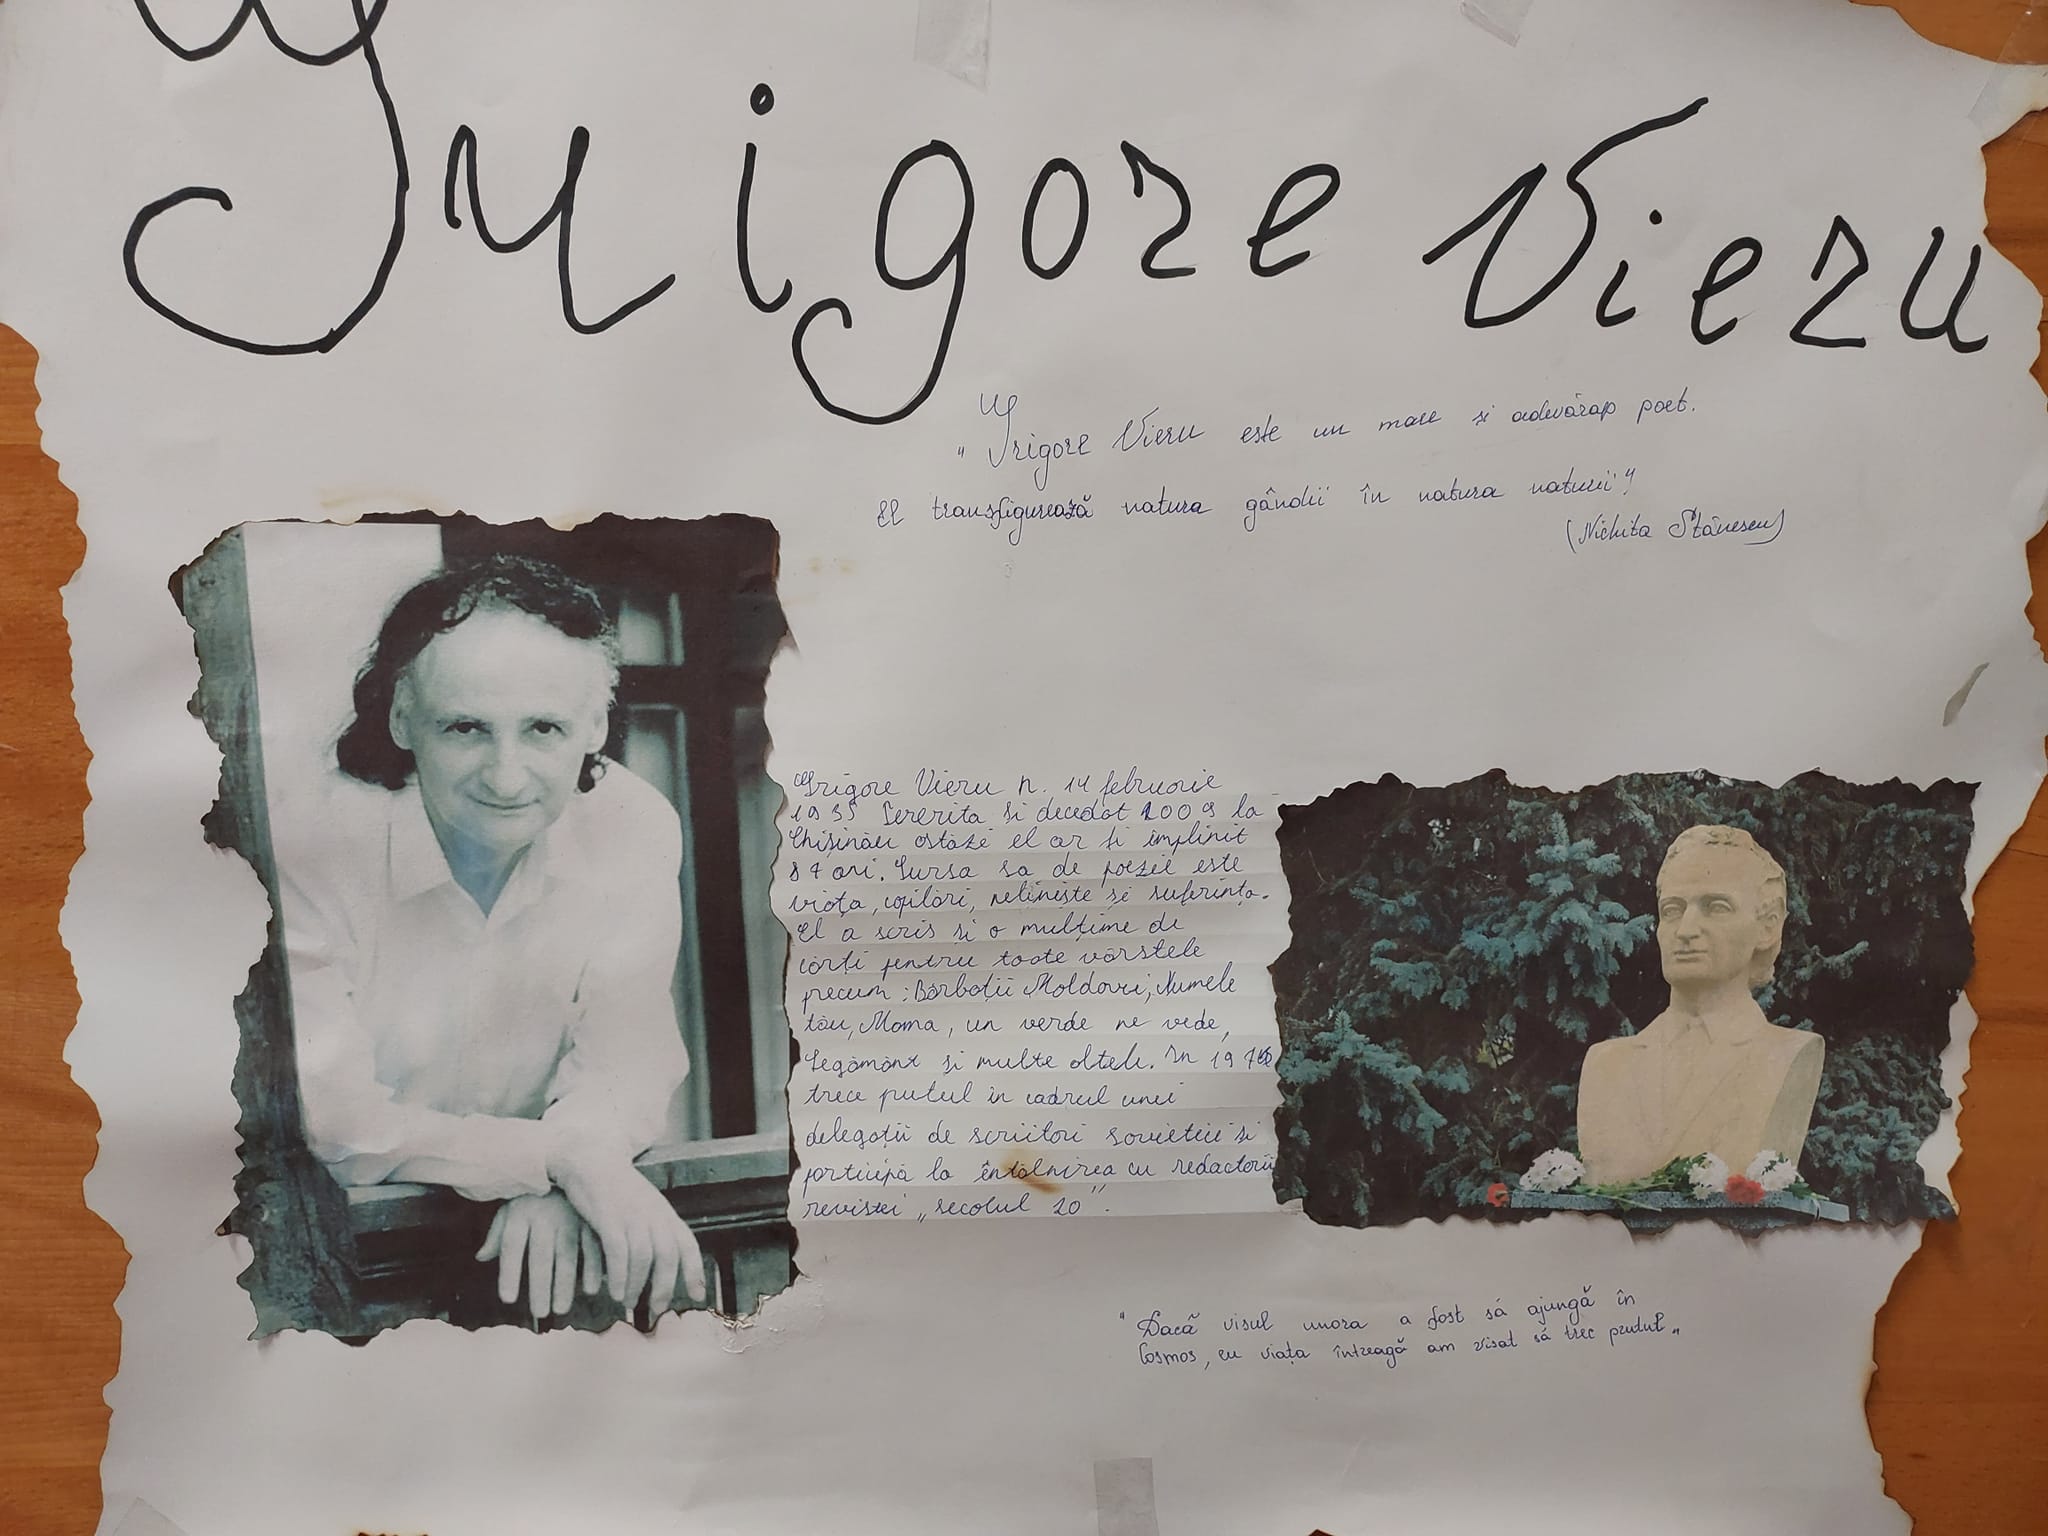 Grigore Vieru
"Grigore Vieru este un mare și adevărap poet.
El transfigurează natura gândii în natura naturii"
(Nichita Stănescu)
Grigore Vieru n. 14 februarie
1935 Pererita și decedat 2009 la
Chișinău astăzi el ar fi împlinit
84 ani. Sursa sa de poezii este
viața, copilări, neliniște și suferința.
El a scris și o mulțime de
cărți pentru toate vârstele
precum: Bărbații Moldovei, Numele
tău, Mama, un verde ne vede,
Legământ și multe altele. În
trece prutul în cadrul unei
delegații de scriitori sovietici și
participă la întâlnirea cu redactorii
revistei „secolul 20".
"Dacă visul unora a fost să ajungă în
Cosmos, eu viața întreagă am visat să trec prutul„